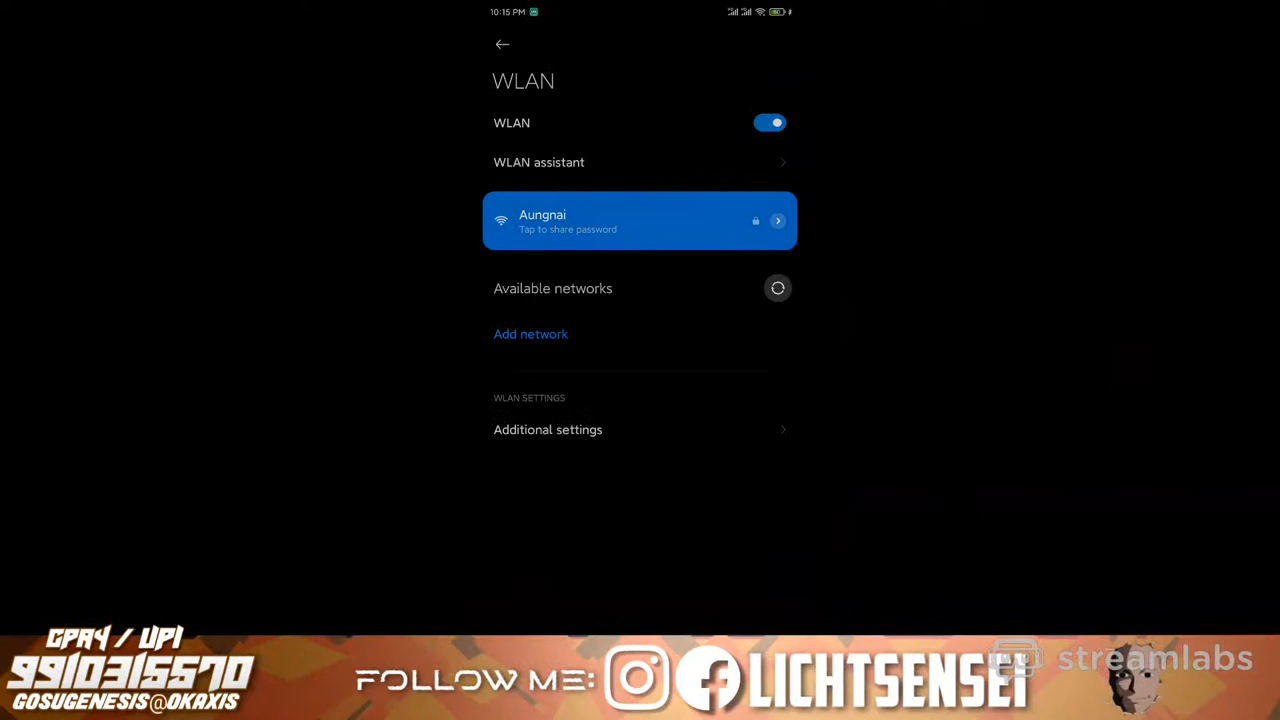 10:15 PM
WLAN
WLAN
WLAN assistant
Aungnai
Tap to share password
Available networks
Add network
WLAN SETTINGS
Additional settings
GPAY / UPI
9910315570
GOSUGENESIS@OKAXIS
FOLLOW ME:
LICHTSENSEI
streamlabs